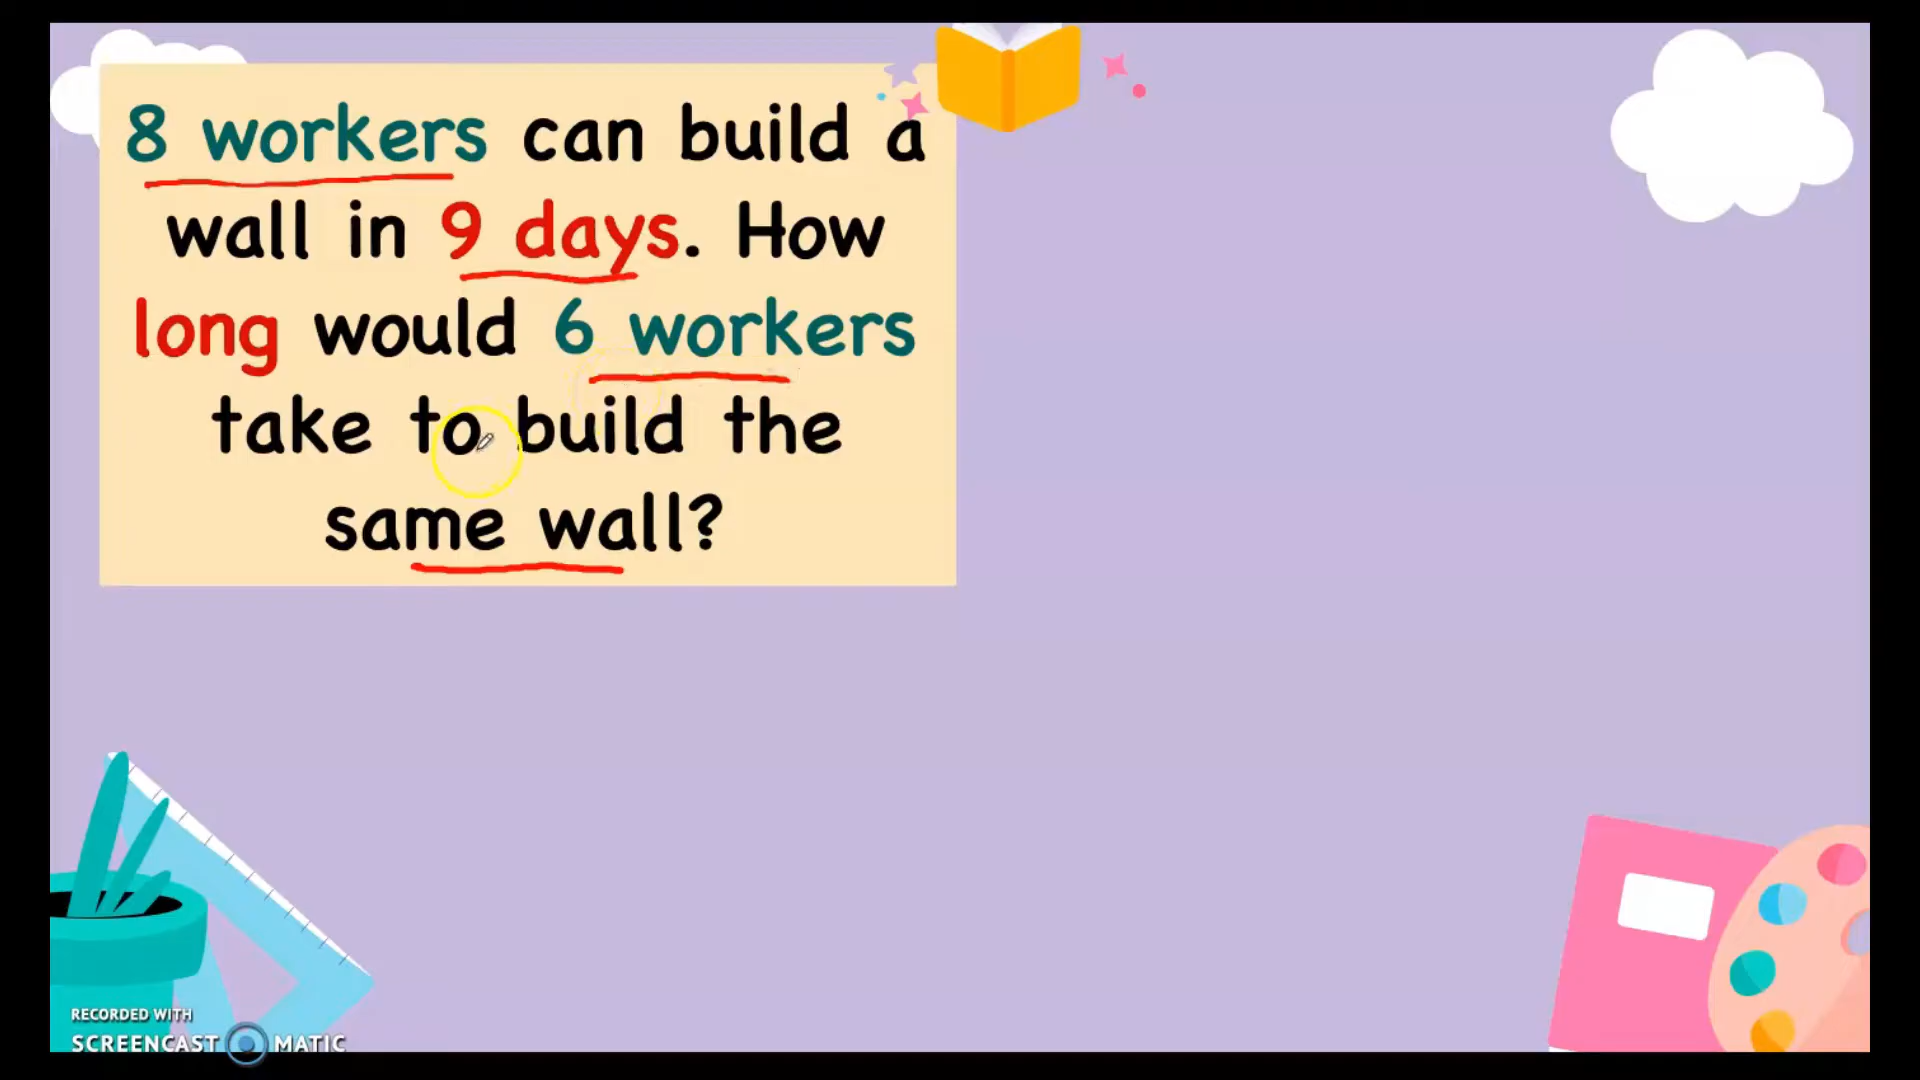 8 workers can build a
wall in 9 days. How
long would 6 workers
take to build the
same wall?
RECORDED WITH
SCREENCAST MATIC